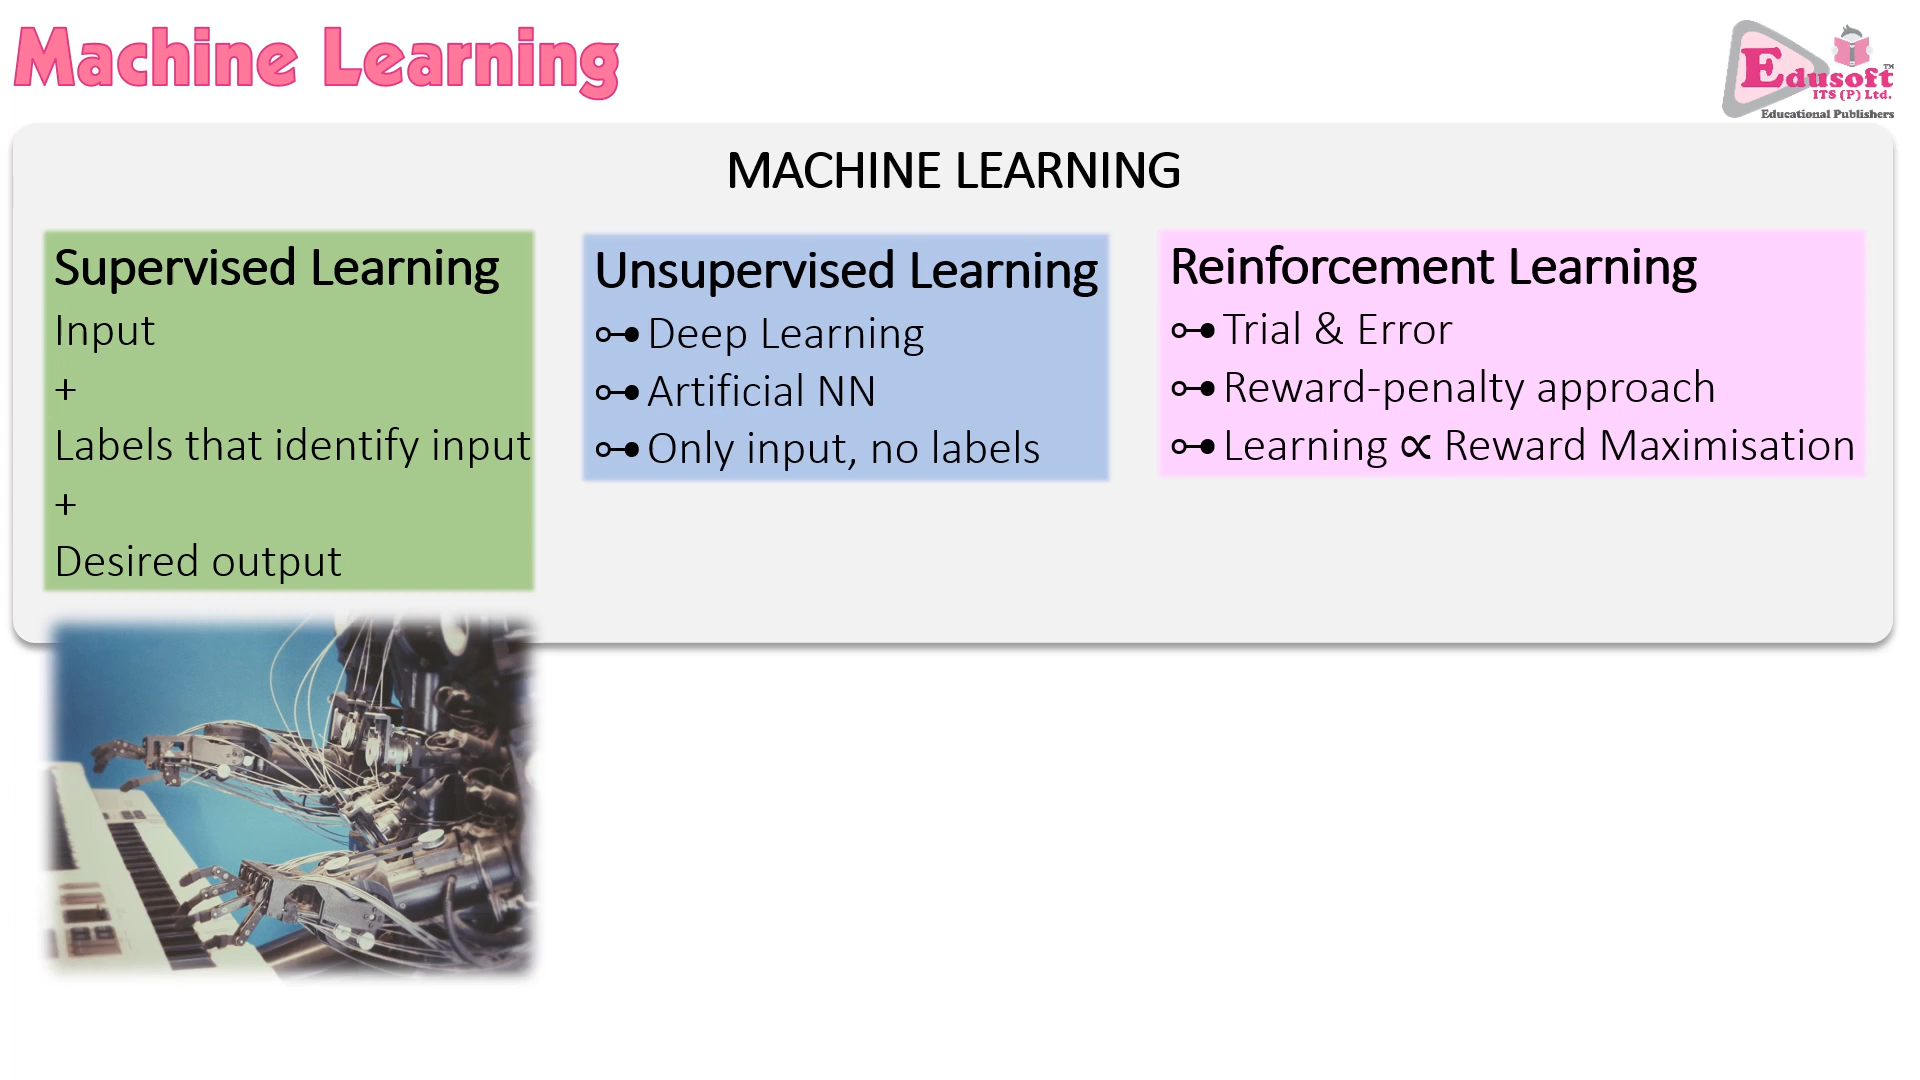 Machine Learning
Edusoft™
ITS (P) Ltd.
Educational Publishers
MACHINE LEARNING
Supervised Learning
Input
+
Labels that identify input
+
Desired output
Unsupervised Learning
Deep Learning
Artificial NN
Only input, no labels
Reinforcement Learning
Trial & Error
Reward-penalty approach
Learning ∝ Reward Maximisation